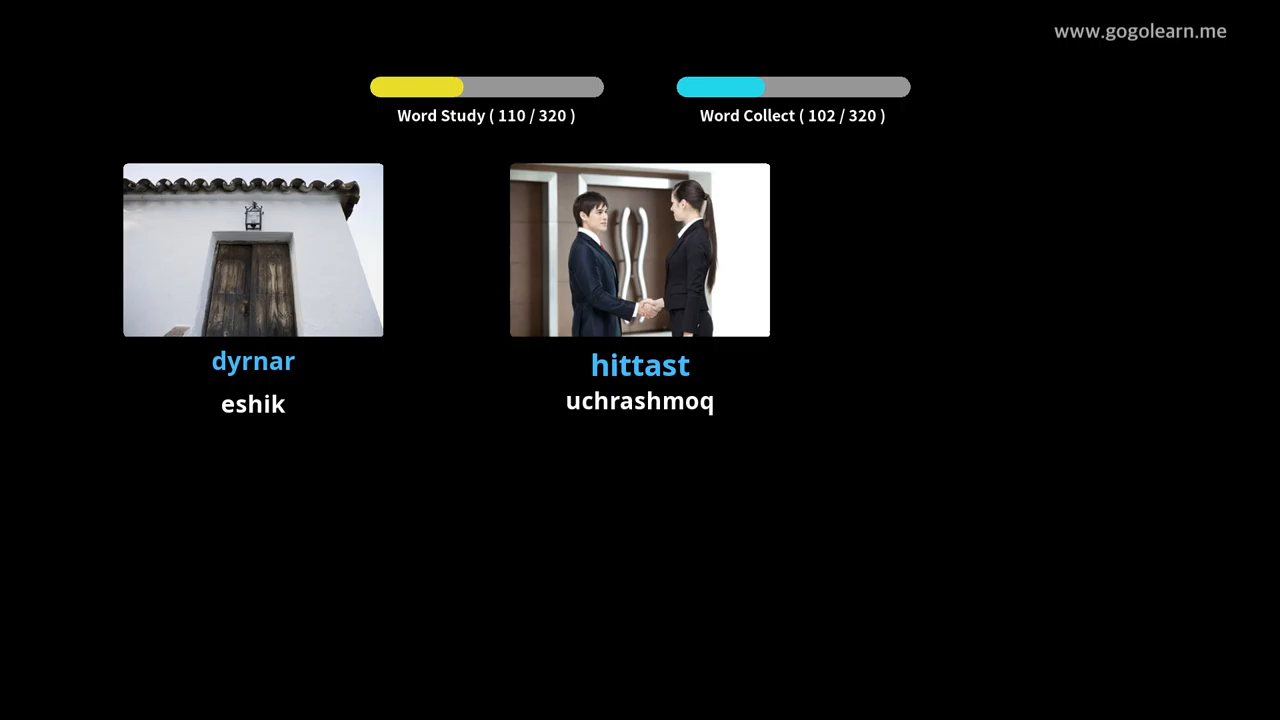 www.gogolearn.me
Word Study ( 110 / 320 )
Word Collect ( 102 / 320 )
dyrnar
eshik
hittast
uchrashmoq